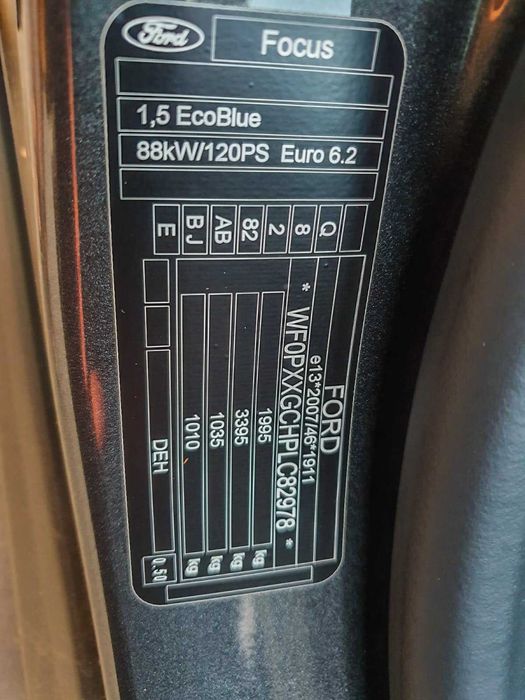 Ford
Focus
1,5 EcoBlue
88kW/120PS Euro 6.2
FORD
e13*2007/46*1911
* WF0PXXGCHPLC82978 *
1995 kg
3395 kg
1035 kg
1010 kg
DEH 0.50
Q
8
2
82
AB
BJ
E